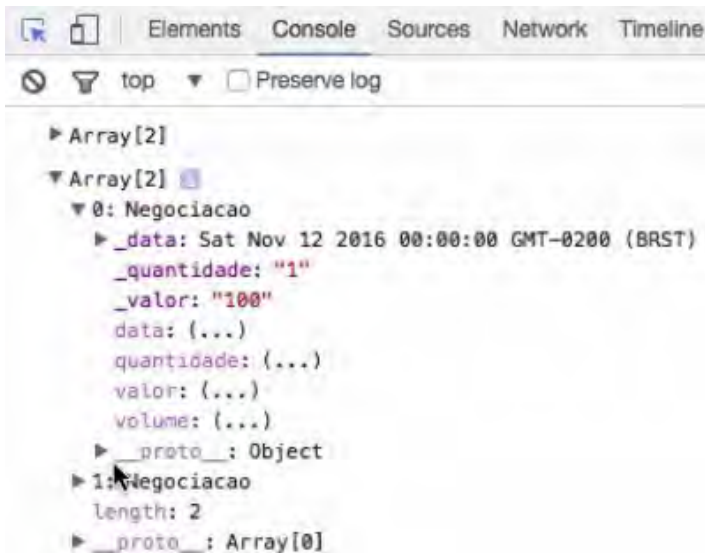 Elements Console Sources Network Timeline
top ▼ Preserve log
▶ Array[2]
▼ Array[2]
▼ 0: Negociacao
▶ _data: Sat Nov 12 2016 00:00:00 GMT-0200 (BRST)
_quantidade: "1"
_valor: "100"
data: (...)
quantidade: (...)
valor: (...)
volume: (...)
▶ __proto__: Object
▶ 1: Negociacao
length: 2
▶ __proto__: Array[0]